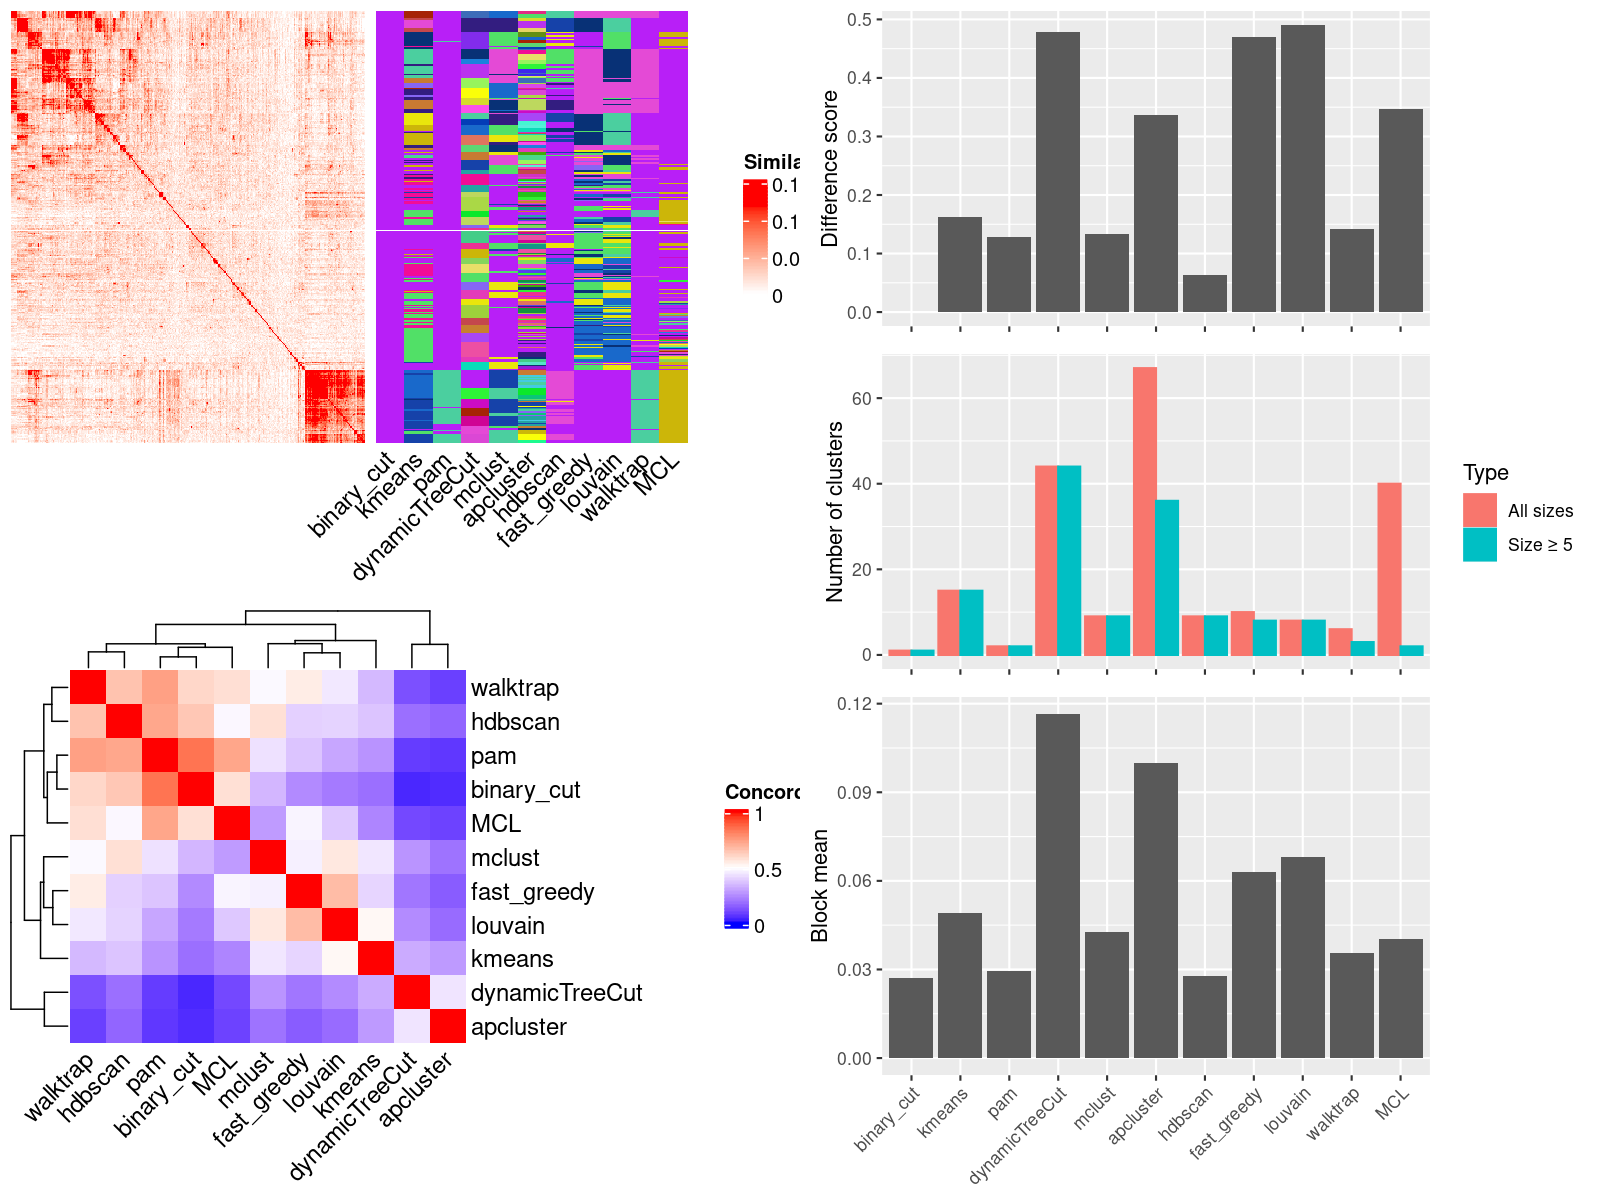 Simila
0.1
0.1
0.0
0
binary_cut
kmeans
pam
dynamicTreeCut
mclust
apcluster
hdbscan
fast_greedy
louvain
walktrap
MCL
walktrap
hdbscan
pam
binary_cut
MCL
mclust
fast_greedy
louvain
kmeans
dynamicTreeCut
apcluster
walktrap
hdbscan
pam
binary_cut
MCL
mclust
fast_greedy
louvain
kmeans
dynamicTreeCut
apcluster
Concord
1
0.5
0
Difference score
0.5
0.4
0.3
0.2
0.1
0.0
Number of clusters
60
40
20
0
Type
All sizes
Size ≥ 5
Block mean
0.12
0.09
0.06
0.03
0.00
binary_cut
kmeans
pam
dynamicTreeCut
mclust
apcluster
hdbscan
fast_greedy
louvain
walktrap
MCL